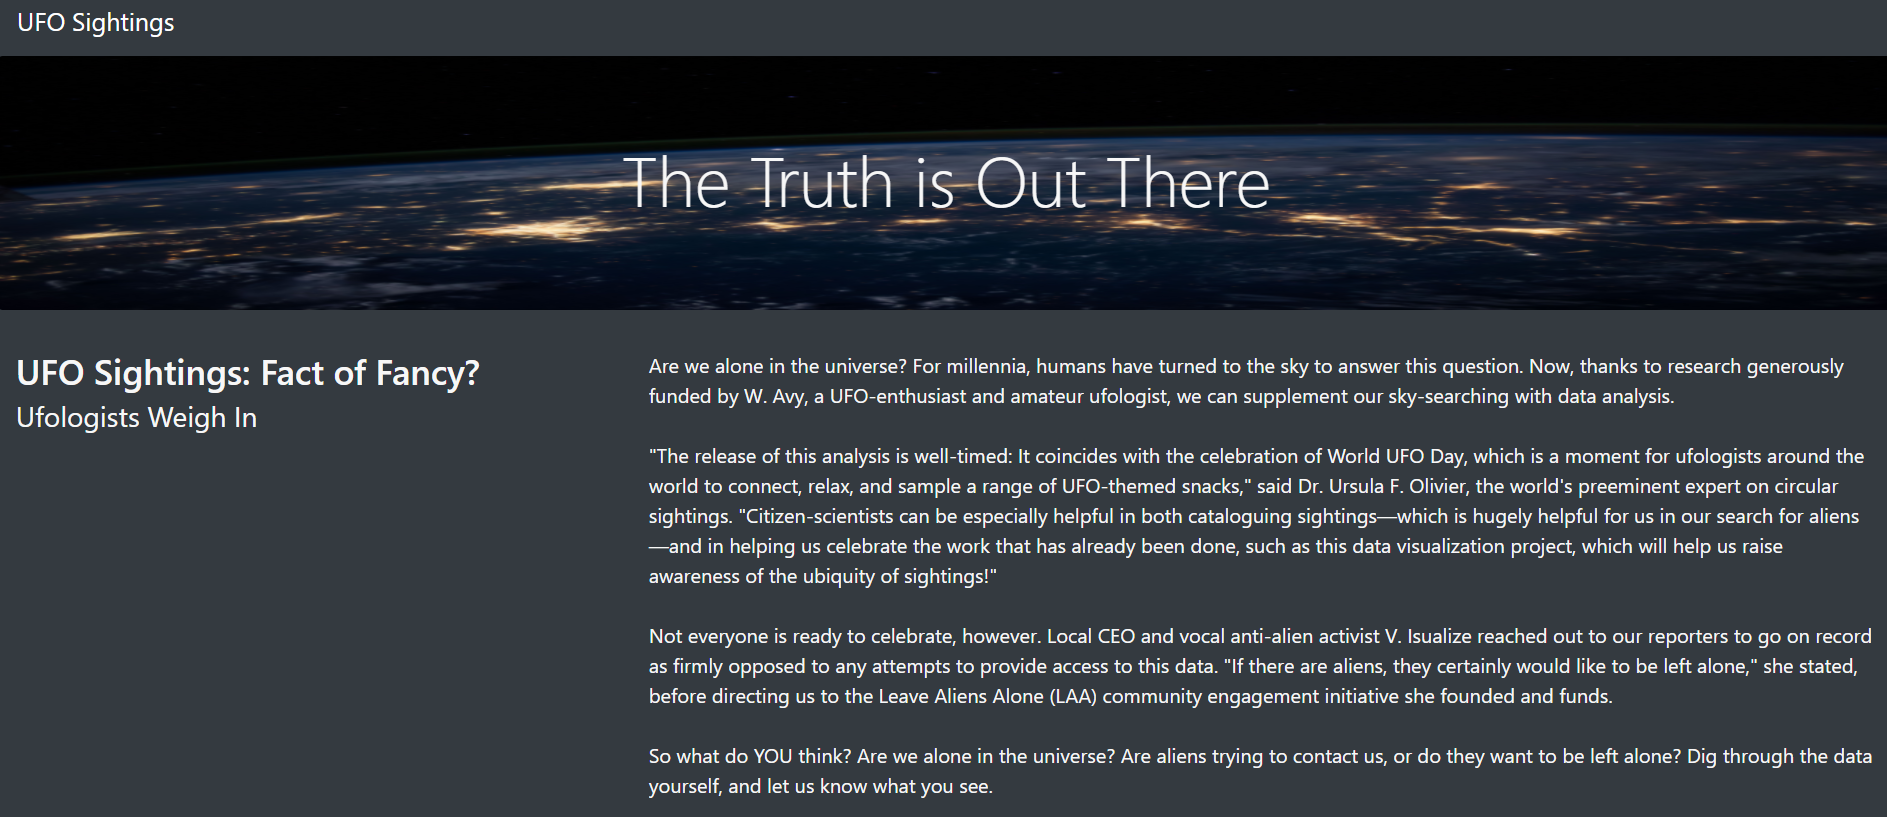 UFO Sightings
The Truth is Out There
UFO Sightings: Fact of Fancy?
Ufologists Weigh In
Are we alone in the universe? For millennia, humans have turned to the sky to answer this question. Now, thanks to research generously
funded by W. Avy, a UFO-enthusiast and amateur ufologist, we can supplement our sky-searching with data analysis.
"The release of this analysis is well-timed: It coincides with the celebration of World UFO Day, which is a moment for ufologists around the
world to connect, relax, and sample a range of UFO-themed snacks," said Dr. Ursula F. Olivier, the world's preeminent expert on circular
sightings. "Citizen-scientists can be especially helpful in both cataloguing sightings—which is hugely helpful for us in our search for aliens
—and in helping us celebrate the work that has already been done, such as this data visualization project, which will help us raise
awareness of the ubiquity of sightings!"
Not everyone is ready to celebrate, however. Local CEO and vocal anti-alien activist V. Isualize reached out to our reporters to go on record
as firmly opposed to any attempts to provide access to this data. "If there are aliens, they certainly would like to be left alone," she stated,
before directing us to the Leave Aliens Alone (LAA) community engagement initiative she founded and funds.
So what do YOU think? Are we alone in the universe? Are aliens trying to contact us, or do they want to be left alone? Dig through the data
yourself, and let us know what you see.